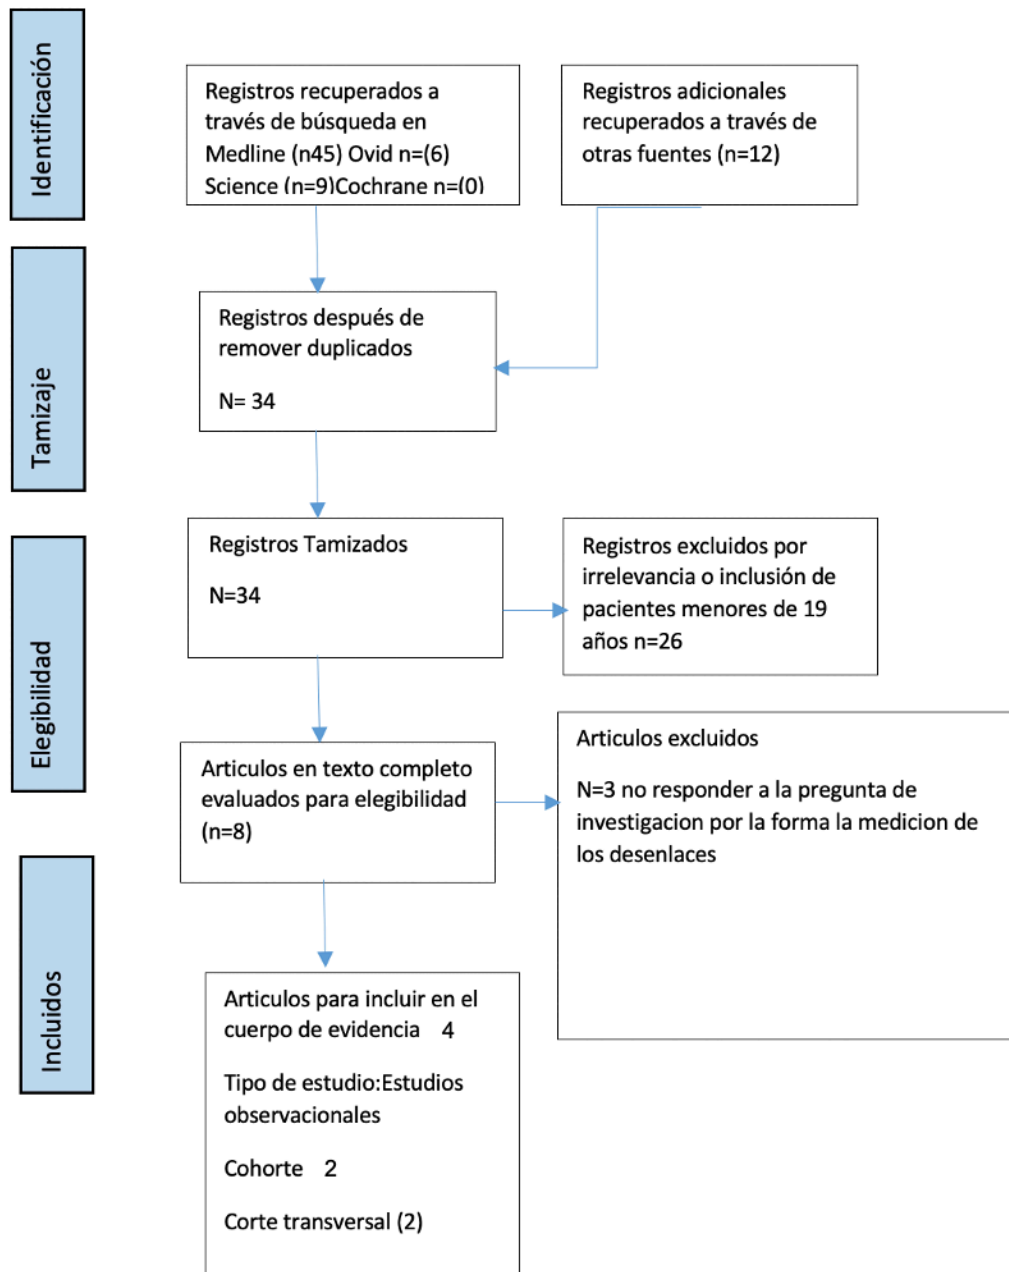 Identificación
Registros recuperados a
través de búsqueda en
Medline (n45) Ovid n=(6)
Science (n=9)Cochrane n=(0)
Registros adicionales
recuperados a través de
otras fuentes (n=12)
Tamizaje
Registros después de
remover duplicados
N= 34
Elegibilidad
Registros Tamizados
N=34
Registros excluidos por
irrelevancia o inclusión de
pacientes menores de 19
años n=26
Articulos en texto completo
evaluados para elegibilidad
(n=8)
Articulos excluidos
N=3 no responder a la pregunta de
investigacion por la forma la medicion de
los desenlaces
Incluidos
Articulos para incluir en el
cuerpo de evidencia 4
Tipo de estudio:Estudios
observacionales
Cohorte 2
Corte transversal (2)